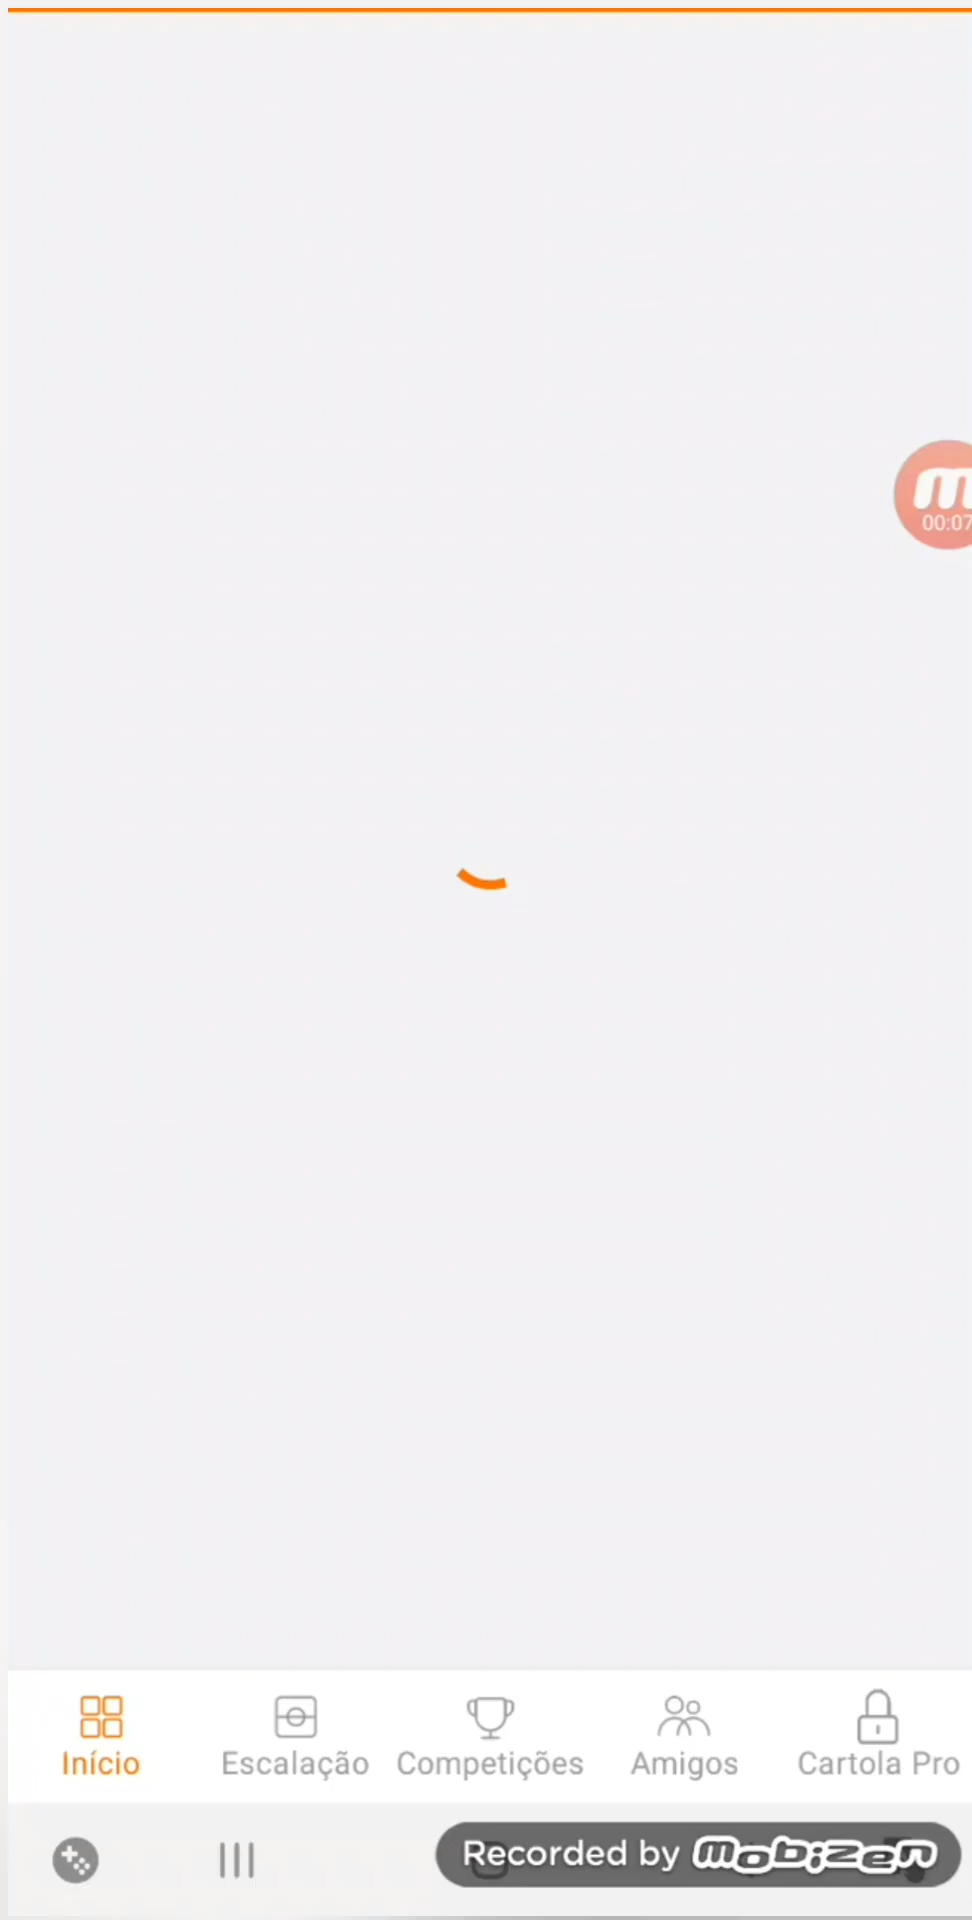 m
00:07
Início
Escalação
Competições
Amigos
Cartola Pro
Recorded by mobizen